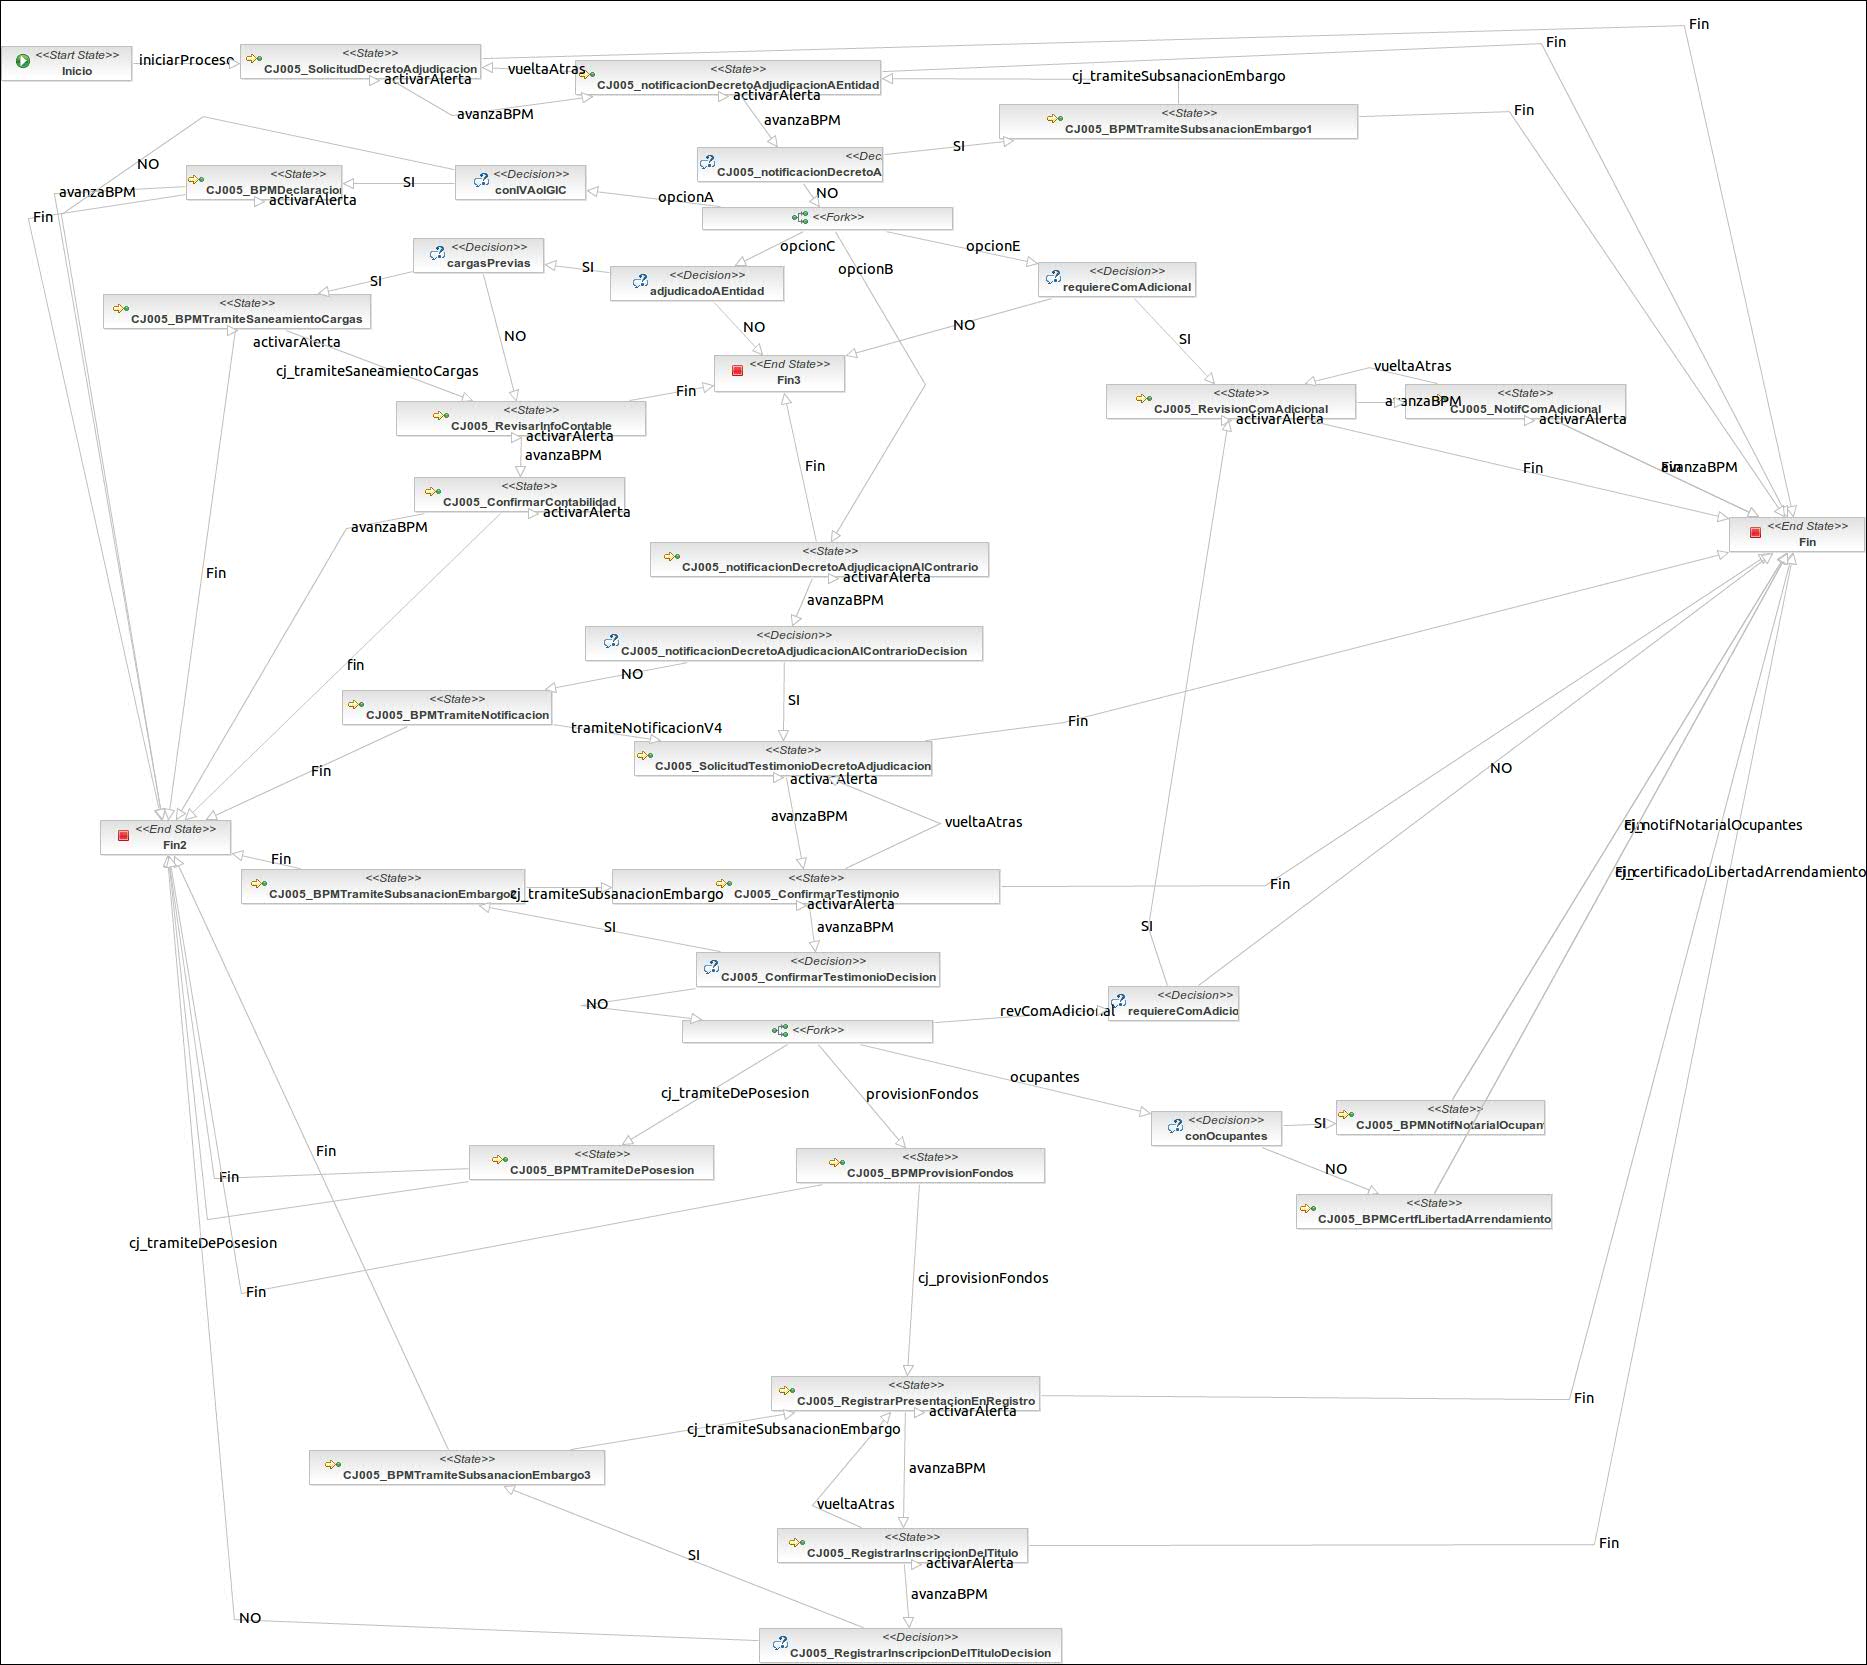 Fin
<<Start State>>
Inicio
iniciarProceso
<<State>>
CJ005_SolicitudDecretoAdjudicacion
activarAlerta
vueltaAtras
<<State>>
CJ005_notificacionDecretoAdjudicacionAEntidad
activarAlerta
Fin
cj_tramiteSubsanacionEmbargo
avanzaBPM
avanzaBPM
<<State>>
CJ005_BPMTramiteSubsanacionEmbargo1
Fin
NO
<<State>>
CJ005_BPMDeclaracion
activarAlerta
avanzaBPM
Fin
SI
<<Decision>>
conIVAoIGIC
opcionA
<<Dec
CJ005_notificacionDecretoA
SI
NO
<<Fork>>
opcionC
opcionB
opcionE
<<Decision>>
cargasPrevias
SI
<<Decision>>
adjudicadoAEntidad
<<Decision>>
requiereComAdicional
SI
<<State>>
CJ005_BPMTramiteSaneamientoCargas
activarAlerta
NO
NO
NO
SI
cj_tramiteSaneamientoCargas
<<End State>>
Fin3
Fin
vueltaAtras
<<State>>
CJ005_RevisionComAdicional
activarAlerta
avanzaBPM
<<State>>
CJ005_NotifComAdicional
activarAlerta
<<State>>
CJ005_RevisarInfoContable
activarAlerta
avanzaBPM
Fin
Fin
Fin
avanzaBPM
<<State>>
CJ005_ConfirmarContabilidad
activarAlerta
avanzaBPM
<<End State>>
Fin
<<State>>
CJ005_notificacionDecretoAdjudicacionAlContrario
activarAlerta
Fin
avanzaBPM
<<Decision>>
CJ005_notificacionDecretoAdjudicacionAlContrarioDecision
fin
NO
SI
<<State>>
CJ005_BPMTramiteNotificacion
tramiteNotificacionV4
Fin
<<State>>
CJ005_SolicitudTestimonioDecretoAdjudicacion
activarAlerta
Fin
NO
avanzaBPM
vueltaAtras
<<End State>>
Fin2
Fin
Fin
cj_notifNotarialOcupantes
<<State>>
CJ005_BPMTramiteSubsanacionEmbargo2
cj_tramiteSubsanacionEmbargo
<<State>>
CJ005_ConfirmarTestimonio
activarAlerta
Fin
Fin
cj_certificadoLibertadArrendamiento
SI
avanzaBPM
SI
<<Decision>>
CJ005_ConfirmarTestimonioDecision
NO
<<Fork>>
revComAdicional
<<Decision>>
requiereComAdicio
cj_tramiteDePosesion
provisionFondos
ocupantes
<<Decision>>
conOcupantes
SI
<<State>>
CJ005_BPMNotifNotarialOcupan
Fin
Fin
<<State>>
CJ005_BPMTramiteDePosesion
<<State>>
CJ005_BPMProvisionFondos
NO
<<State>>
CJ005_BPMCertfLibertadArrendamiento
cj_tramiteDePosesion
Fin
cj_provisionFondos
<<State>>
CJ005_RegistrarPresentacionEnRegistro
activarAlerta
Fin
cj_tramiteSubsanacionEmbargo
<<State>>
CJ005_BPMTramiteSubsanacionEmbargo3
avanzaBPM
vueltaAtras
<<State>>
CJ005_RegistrarInscripcionDelTitulo
activarAlerta
Fin
SI
avanzaBPM
NO
<<Decision>>
CJ005_RegistrarInscripcionDelTituloDecision